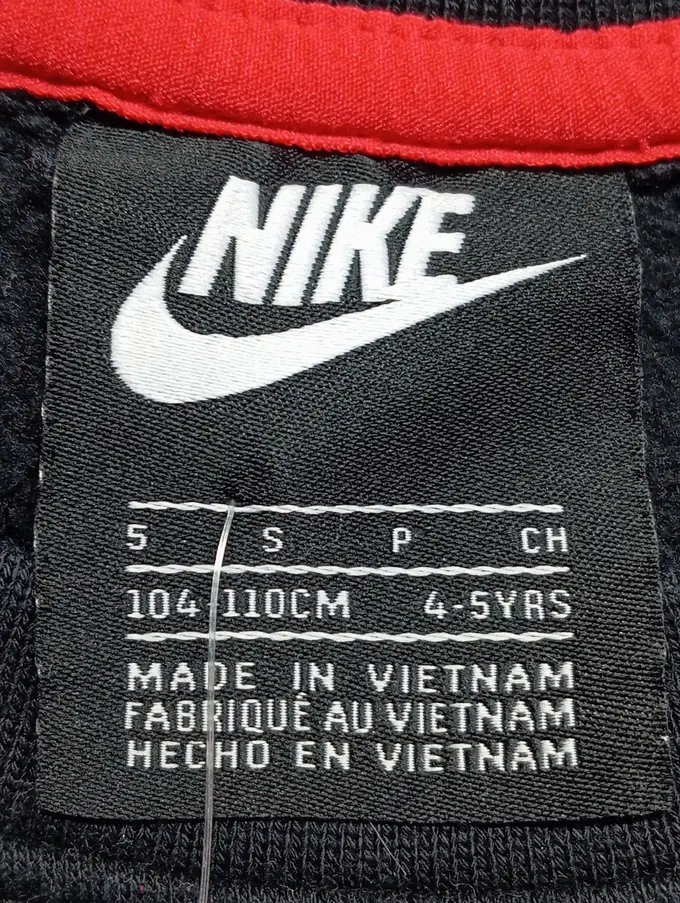 NIKE
5 S P CH
104-110CM 4-5YRS
MADE IN VIETNAM
FABRIQUÉ AU VIETNAM
HECHO EN VIETNAM